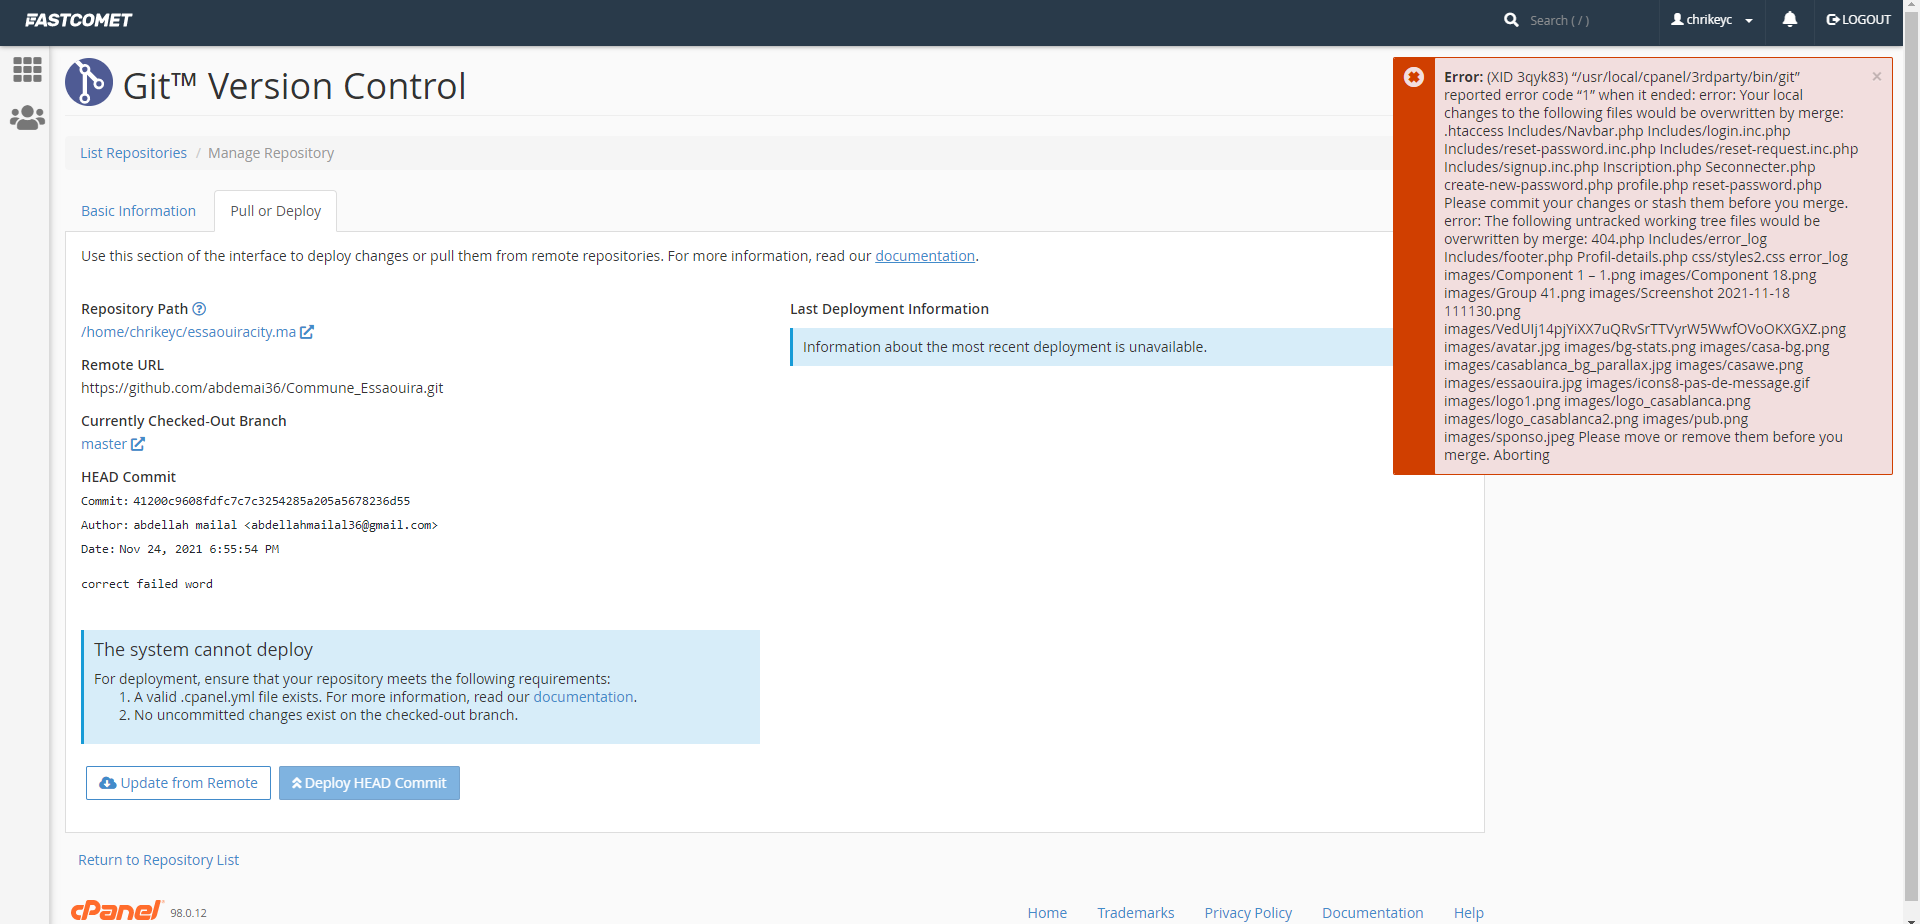 FASTCOMET
Search ( / )
chrikeyc
LOGOUT
Git™ Version Control
List Repositories / Manage Repository
Basic Information
Pull or Deploy
Use this section of the interface to deploy changes or pull them from remote repositories. For more information, read our documentation.
Repository Path
/home/chrikeyc/essaouiracity.ma
Remote URL
https://github.com/abdemai36/Commune_Essaouira.git
Currently Checked-Out Branch
master
HEAD Commit
Commit: 41200c9608fdfc7c7c3254285a205a5678236d55
Author: abdellah mailal <abdellahmailal36@gmail.com>
Date: Nov 24, 2021 6:55:54 PM
correct failed word
Last Deployment Information
Information about the most recent deployment is unavailable.
The system cannot deploy
For deployment, ensure that your repository meets the following requirements:
1. A valid .cpanel.yml file exists. For more information, read our documentation.
2. No uncommitted changes exist on the checked-out branch.
Update from Remote
Deploy HEAD Commit
Return to Repository List
Error: (XID 3qyk83) “/usr/local/cpanel/3rdparty/bin/git”
reported error code “1” when it ended: error: Your local
changes to the following files would be overwritten by merge:
.htaccess Includes/Navbar.php Includes/login.inc.php
Includes/reset-password.inc.php Includes/reset-request.inc.php
Includes/signup.inc.php Inscription.php Seconnecter.php
create-new-password.php profile.php reset-password.php
Please commit your changes or stash them before you merge.
error: The following untracked working tree files would be
overwritten by merge: 404.php Includes/error_log
Includes/footer.php Profil-details.php css/styles2.css error_log
images/Component 1 – 1.png images/Component 18.png
images/Group 41.png images/Screenshot 2021-11-18
111130.png
images/VedUIj14pjYiXX7uQRvSrTTVyrW5WwfOVoOKXGXZ.png
images/avatar.jpg images/bg-stats.png images/casa-bg.png
images/casablanca_bg_parallax.jpg images/casawe.png
images/essaouira.jpg images/icons8-pas-de-message.gif
images/logo1.png images/logo_casablanca.png
images/logo_casablanca2.png images/pub.png
images/sponso.jpeg Please move or remove them before you
merge. Aborting
cPanel 98.0.12
Home
Trademarks
Privacy Policy
Documentation
Help